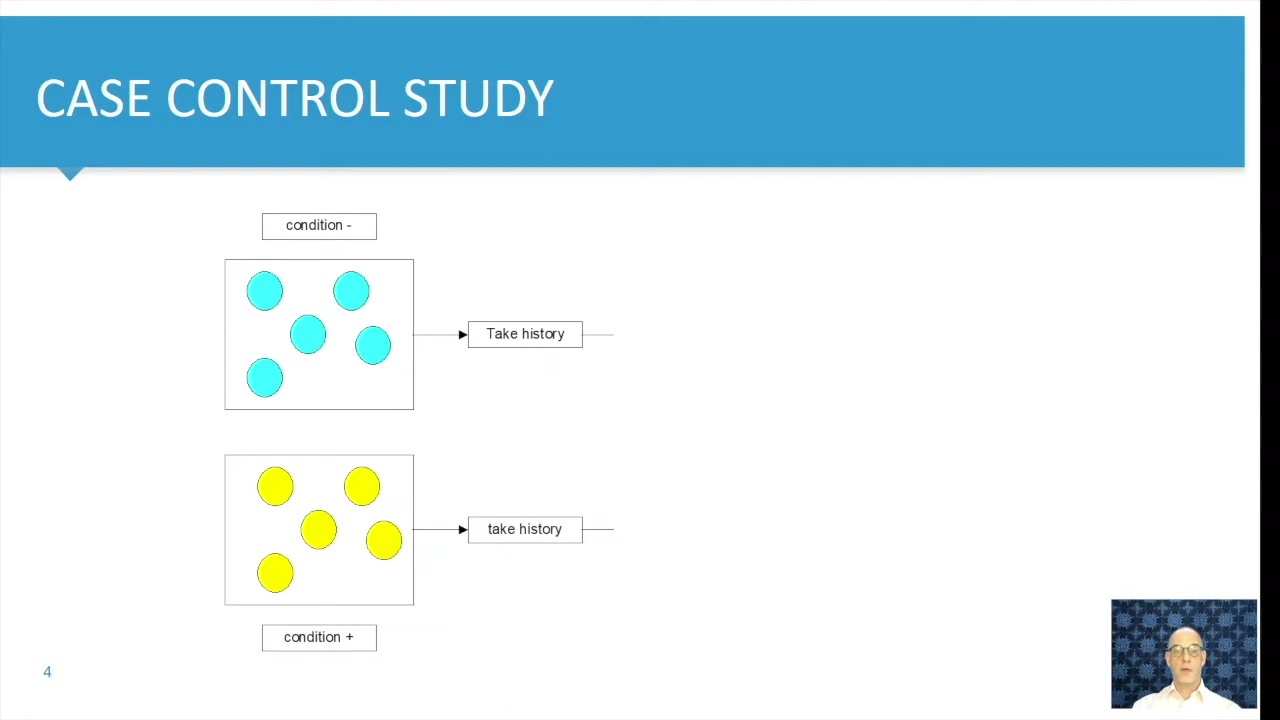 CASE CONTROL STUDY
condition -
Take history
take history
condition +
4